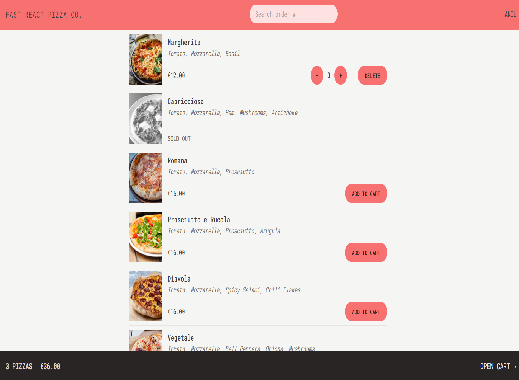 FAST REACT PIZZA CO.
Search order #
ANIL
Margherita
Tomato, Mozzarella, Basil
€12.00
- 3 + DELETE
Capricciosa
Tomato, Mozzarella, Ham, Mushrooms, Artichoke
SOLD OUT
Romana
Tomato, Mozzarella, Prosciutto
€15.00
ADD TO CART
Prosciutto e Rucola
Tomato, Mozzarella, Prosciutto, Arugula
€16.00
ADD TO CART
Diavola
Tomato, Mozzarella, Spicy Salami, Chili Flakes
€16.00
ADD TO CART
Vegetale
Tomato, Mozzarella, Bell Peppers, Onions, Mushrooms
3 PIZZAS €36.00
OPEN CART →